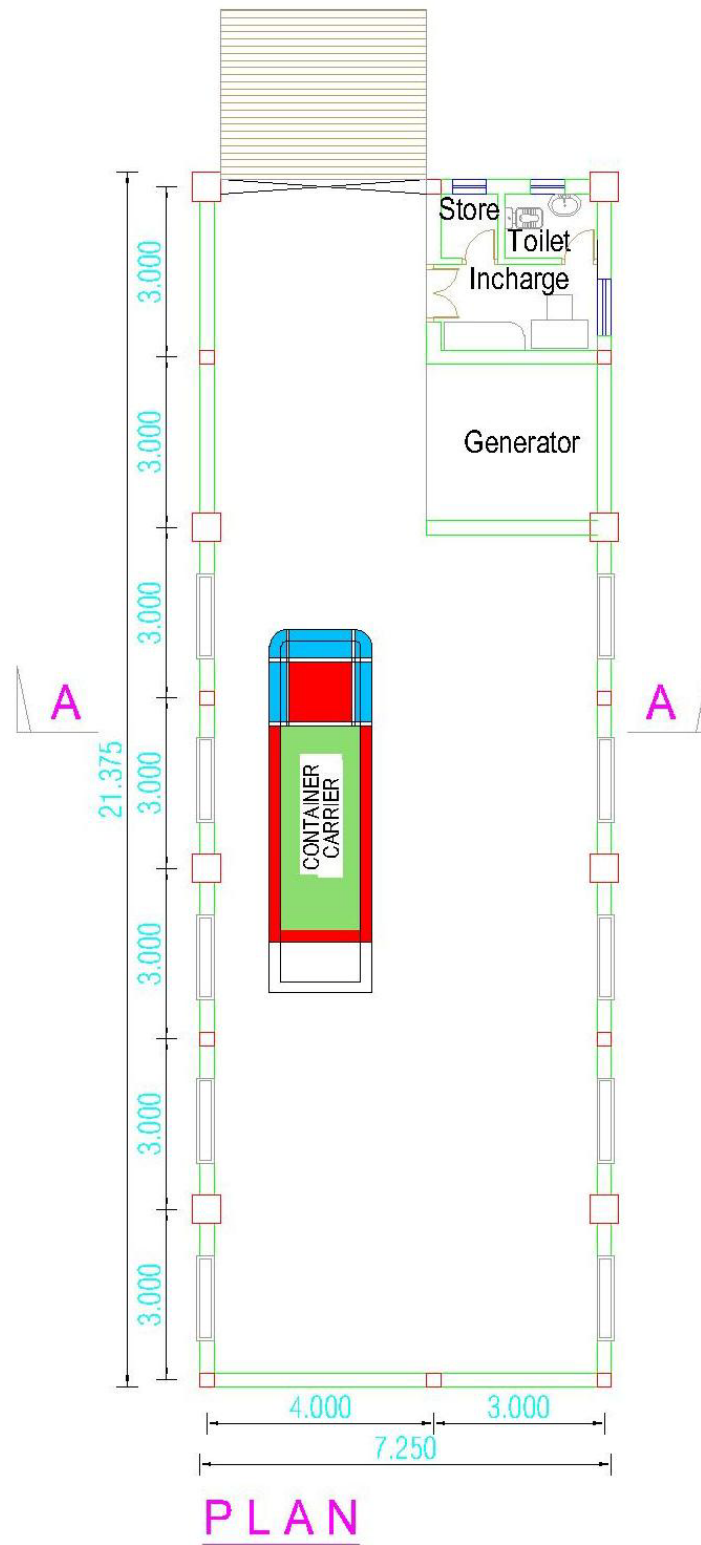 Store
Toilet
Incharge
3.000
Generator
3.000
3.000
A
A
21.375
3.000
CONTAINER
CARRIER
3.000
3.000
3.000
4.000
3.000
7.250
PLAN